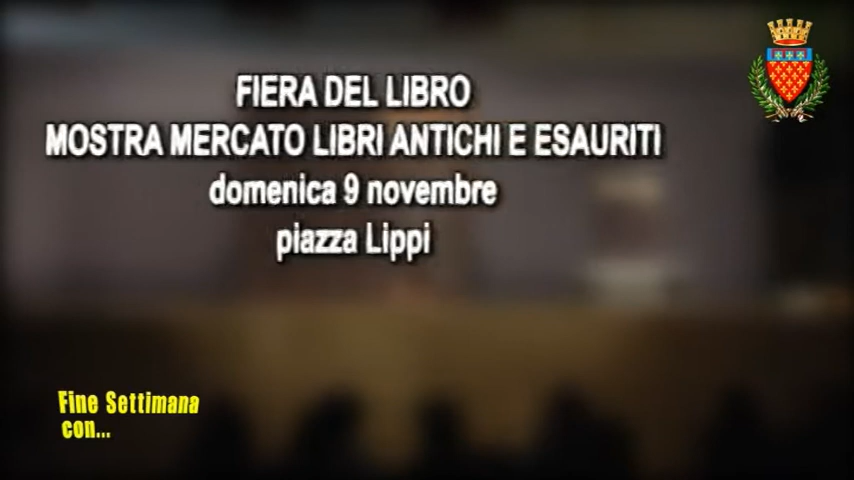 FIERA DEL LIBRO
MOSTRA MERCATO LIBRI ANTICHI E ESAURITI
domenica 9 novembre
piazza Lippi
Fine Settimana
con...